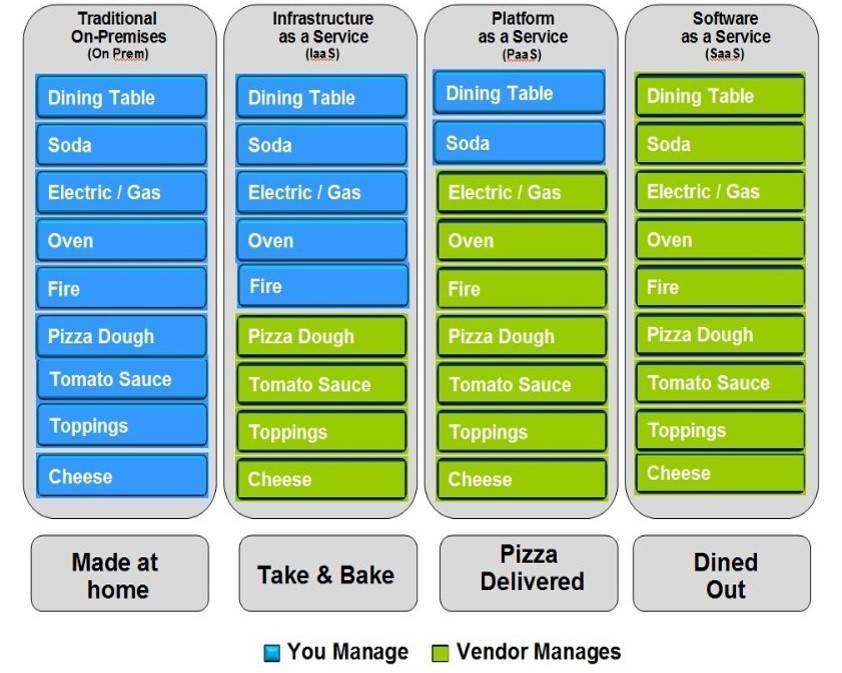 Traditional
On-Premises
(On Prem)
Dining Table
Soda
Electric / Gas
Oven
Fire
Pizza Dough
Tomato Sauce
Toppings
Cheese
Made at
home
Infrastructure
as a Service
(IaaS)
Dining Table
Soda
Electric / Gas
Oven
Fire
Pizza Dough
Tomato Sauce
Toppings
Cheese
Take & Bake
Platform
as a Service
(PaaS)
Dining Table
Soda
Electric / Gas
Oven
Fire
Pizza Dough
Tomato Sauce
Toppings
Cheese
Pizza
Delivered
Software
as a Service
(SaaS)
Dining Table
Soda
Electric / Gas
Oven
Fire
Pizza Dough
Tomato Sauce
Toppings
Cheese
Dined
Out
You Manage
Vendor Manages